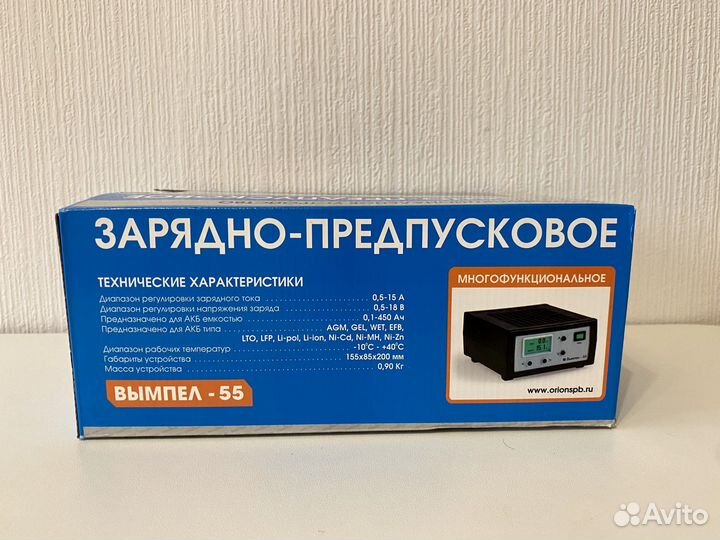 ЗАРЯДНО-ПРЕДПУСКОВОЕ
ТЕХНИЧЕСКИЕ ХАРАКТЕРИСТИКИ
Диапазон регулировки зарядного тока 0,5-15 А
Диапазон регулировки напряжения заряда 0,5-18 В
Предназначено для АКБ емкостью 0,1-450 Ач
Предназначено для АКБ типа AGM, GEL, WET, EFB,
LTO, LFP, Li-pol, Li-ion, Ni-Cd, Ni-MH, Ni-Zn
Диапазон рабочих температур -10°С - +40°С
Габариты устройства 155х85х200 мм
Масса устройства 0,90 Кг
ВЫМПЕЛ - 55
МНОГОФУНКЦИОНАЛЬНОЕ
www.orionspb.ru
Avito